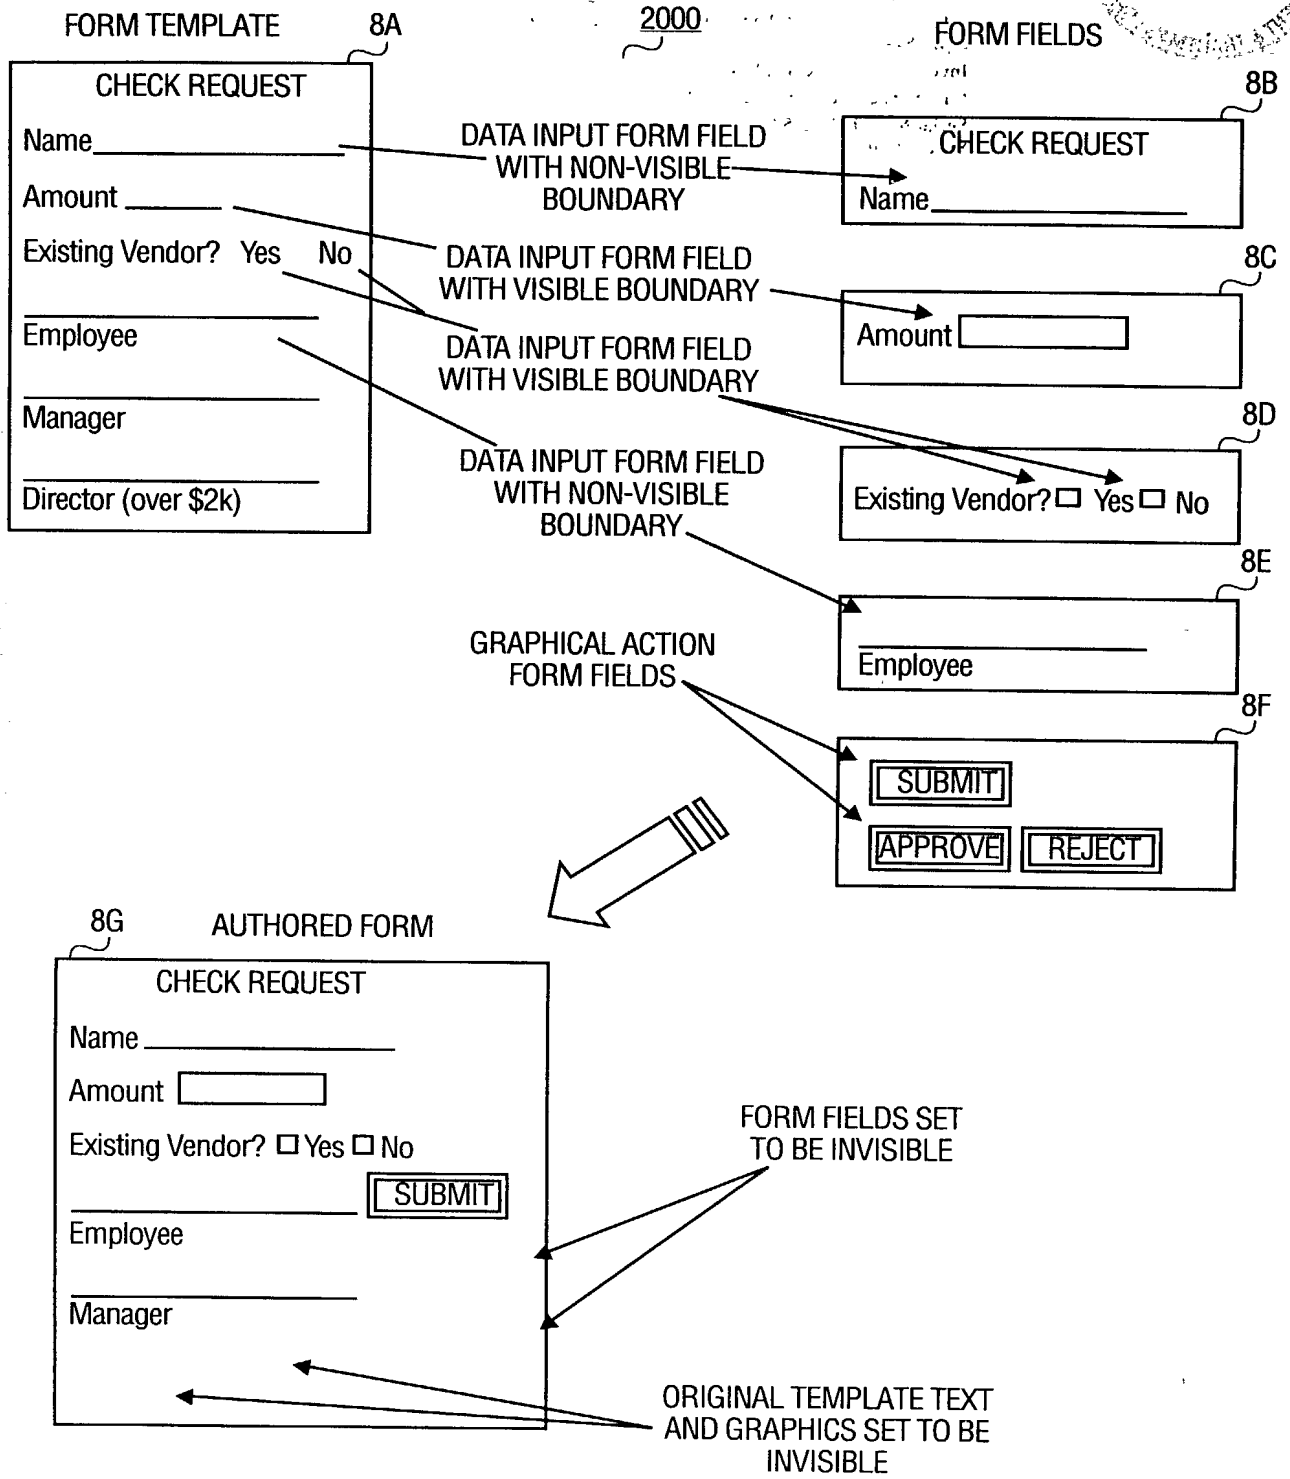 FORM TEMPLATE
8A
2000
FORM FIELDS
CHECK REQUEST
Name
Amount
Existing Vendor? Yes No
Employee
Manager
Director (over $2k)
DATA INPUT FORM FIELD
WITH NON-VISIBLE
BOUNDARY
DATA INPUT FORM FIELD
WITH VISIBLE BOUNDARY
DATA INPUT FORM FIELD
WITH VISIBLE BOUNDARY
DATA INPUT FORM FIELD
WITH NON-VISIBLE
BOUNDARY
GRAPHICAL ACTION
FORM FIELDS
8B
CHECK REQUEST
Name
8C
Amount
8D
Existing Vendor? Yes No
8E
Employee
8F
SUBMIT
APPROVE REJECT
8G
AUTHORED FORM
CHECK REQUEST
Name
Amount
Existing Vendor? Yes No
SUBMIT
Employee
Manager
FORM FIELDS SET
TO BE INVISIBLE
ORIGINAL TEMPLATE TEXT
AND GRAPHICS SET TO BE
INVISIBLE